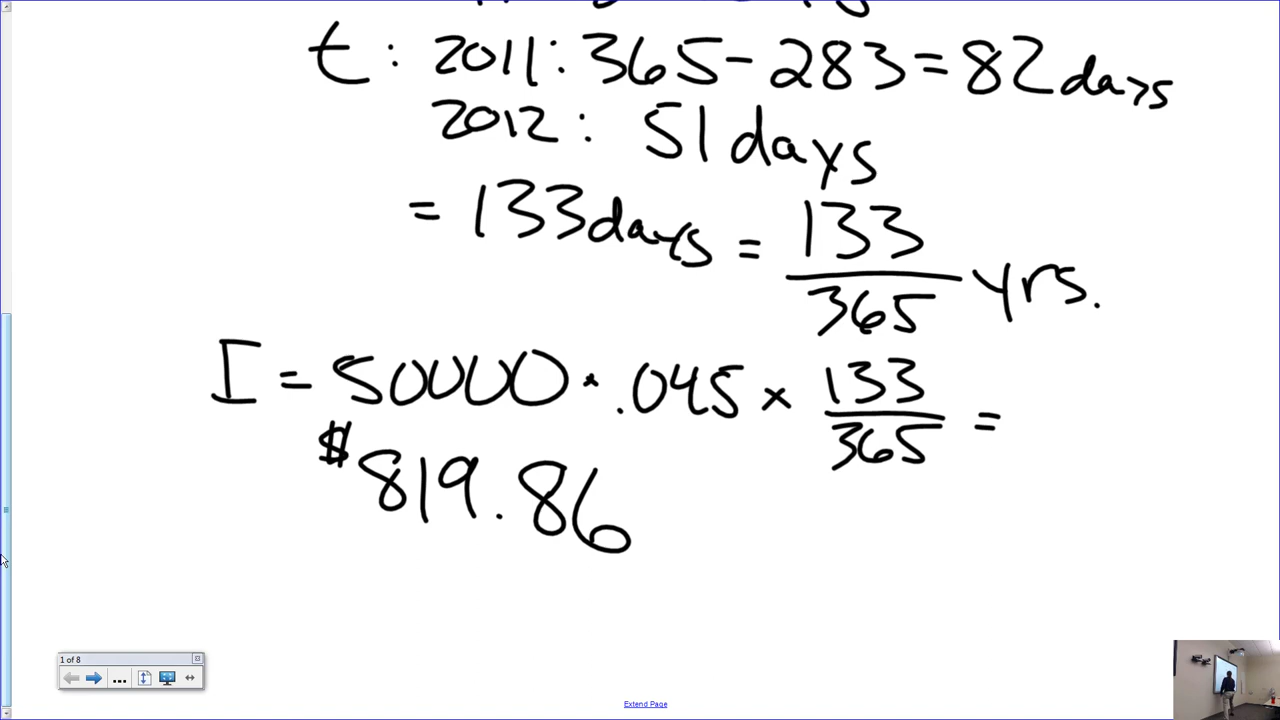 t : 2011 : 365 - 283 = 82 days
2012 : 51 days
= 133 days = 133/365 yrs.
I = 50000 · .045 × 133/365 =
$819.86
1 of 8
...
Extend Page